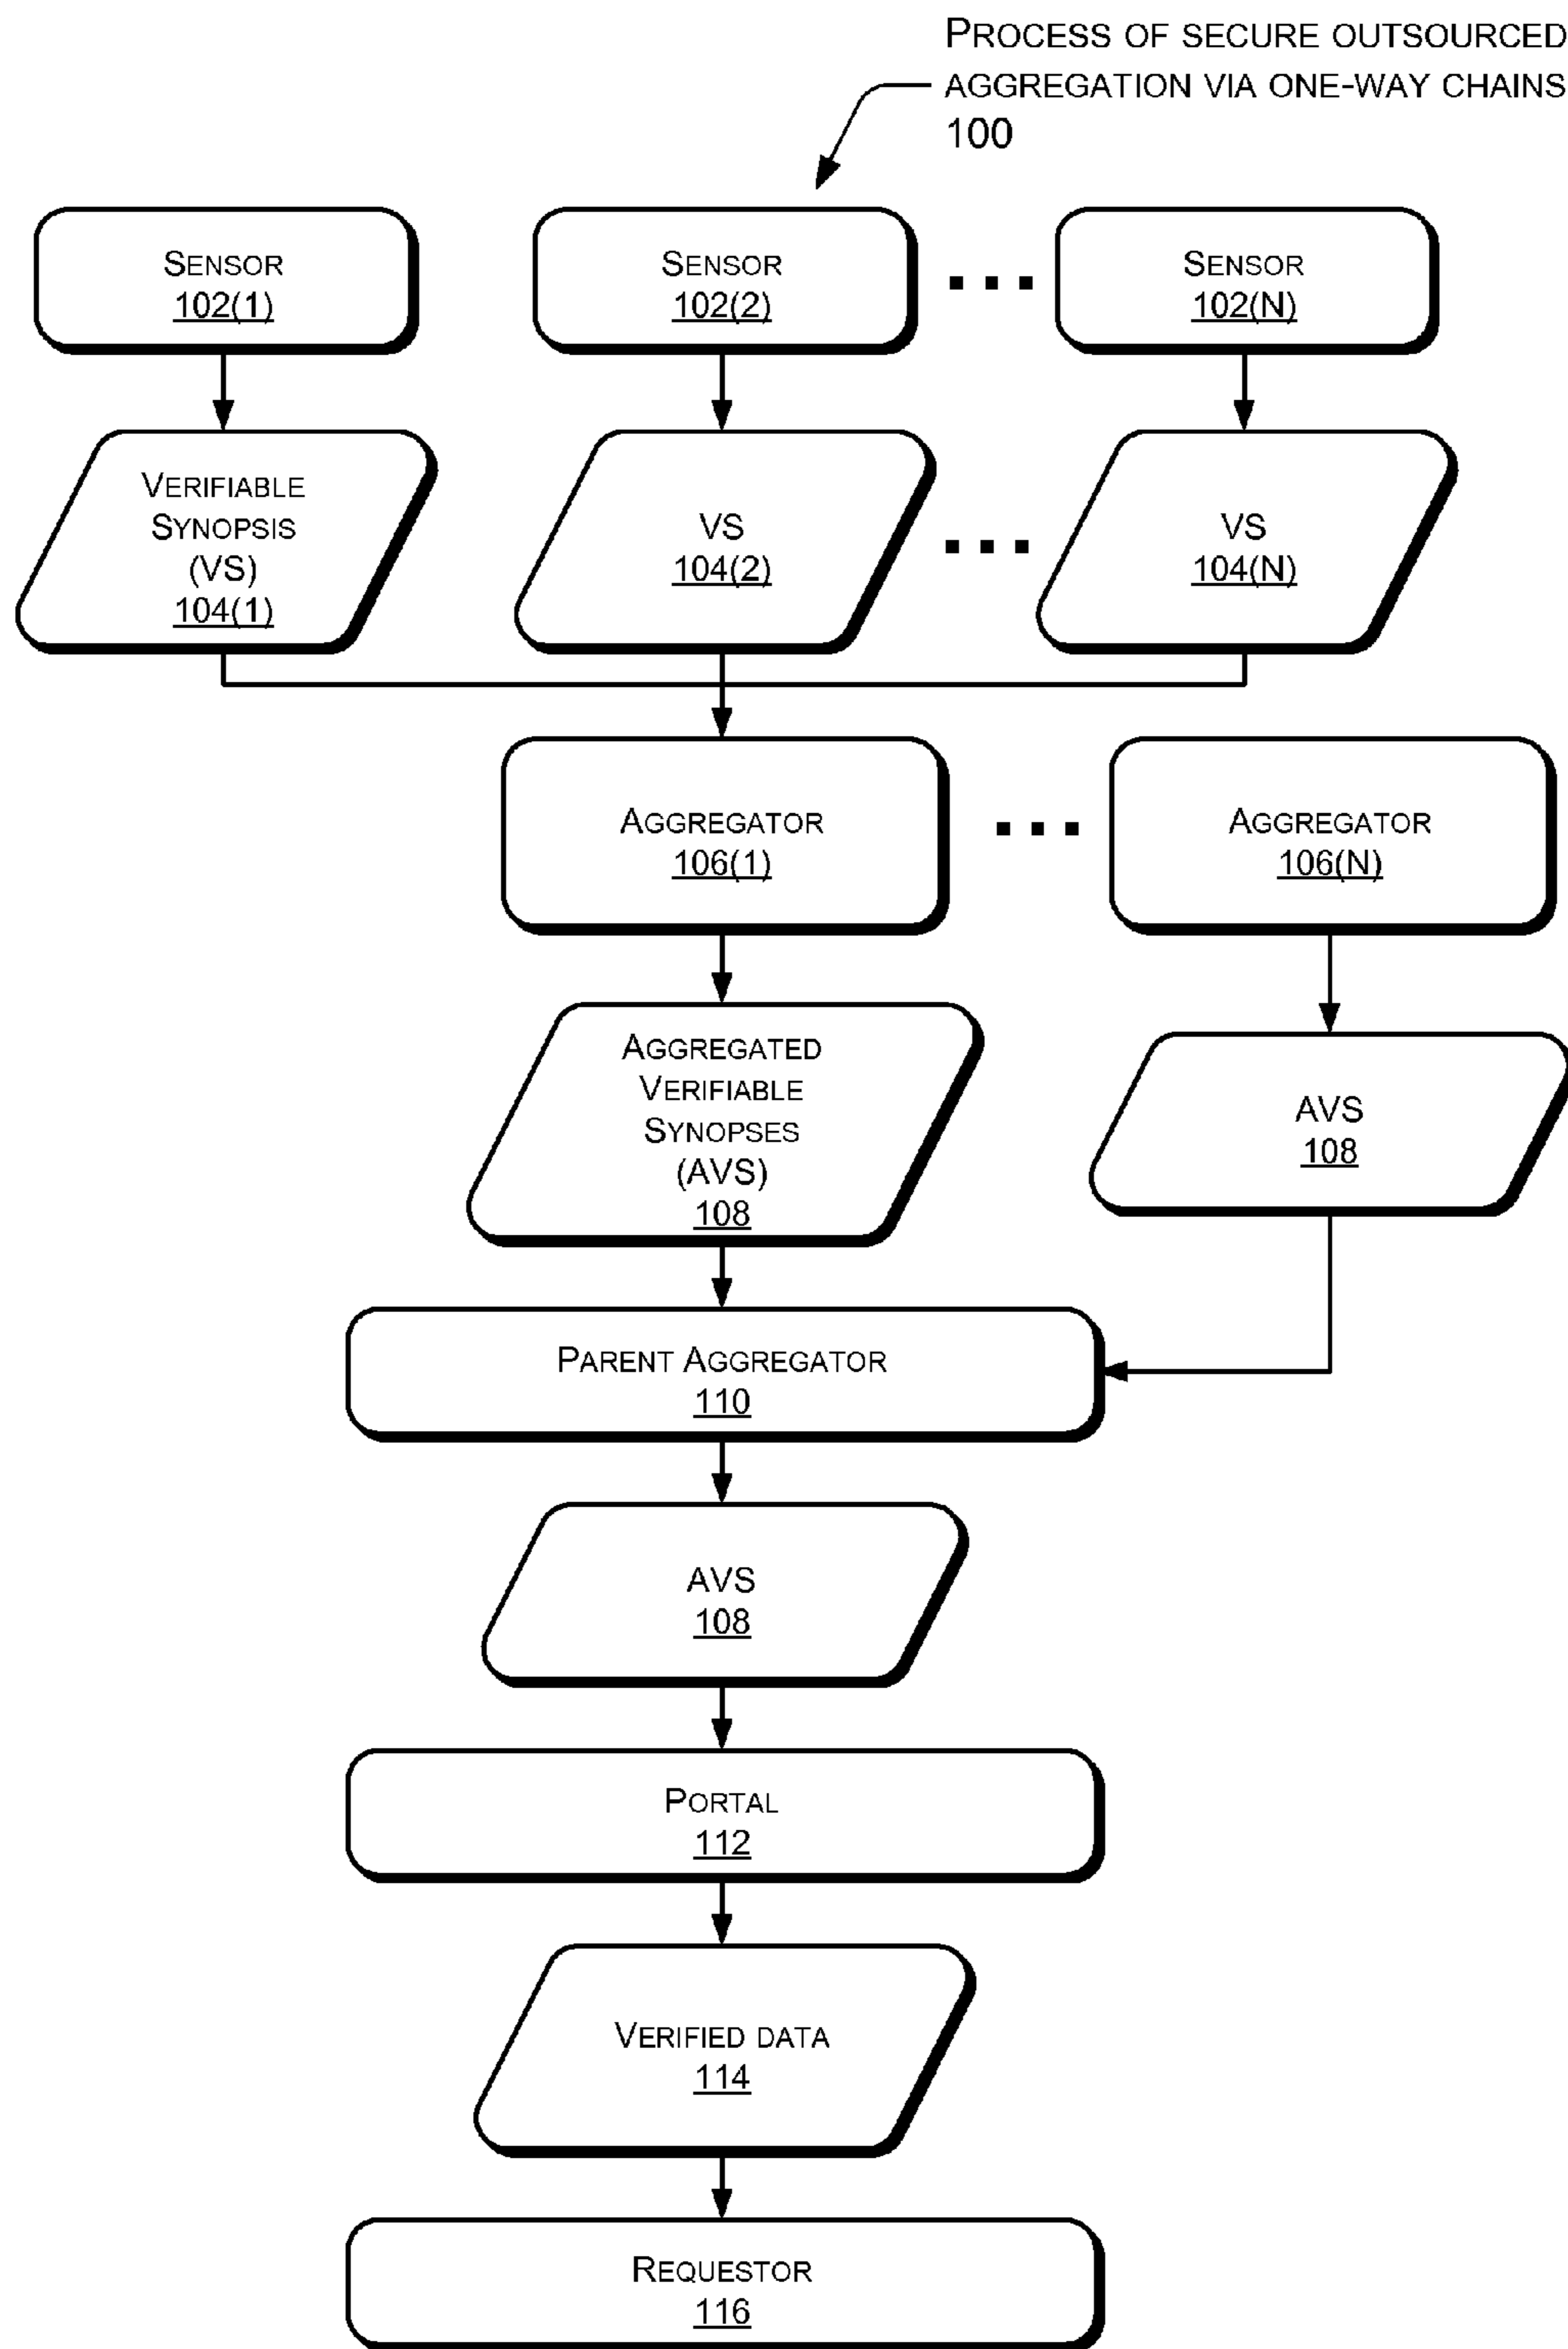 PROCESS OF SECURE OUTSOURCED
AGGREGATION VIA ONE-WAY CHAINS
100
SENSOR
102(1)
SENSOR
102(2)
...
SENSOR
102(N)
VERIFIABLE
SYNOPSIS
(VS)
104(1)
VS
104(2)
...
VS
104(N)
AGGREGATOR
106(1)
...
AGGREGATOR
106(N)
AGGREGATED
VERIFIABLE
SYNOPSES
(AVS)
108
AVS
108
PARENT AGGREGATOR
110
AVS
108
PORTAL
112
VERIFIED DATA
114
REQUESTOR
116